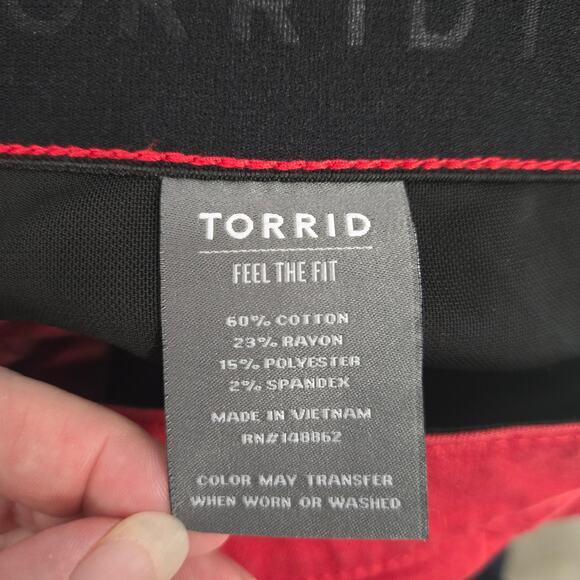 TORRID
TORRID
FEEL THE FIT
60% COTTON
23% RAYON
15% POLYESTER
2% SPANDEX
MADE IN VIETNAM
RN#148862
COLOR MAY TRANSFER
WHEN WORN OR WASHED